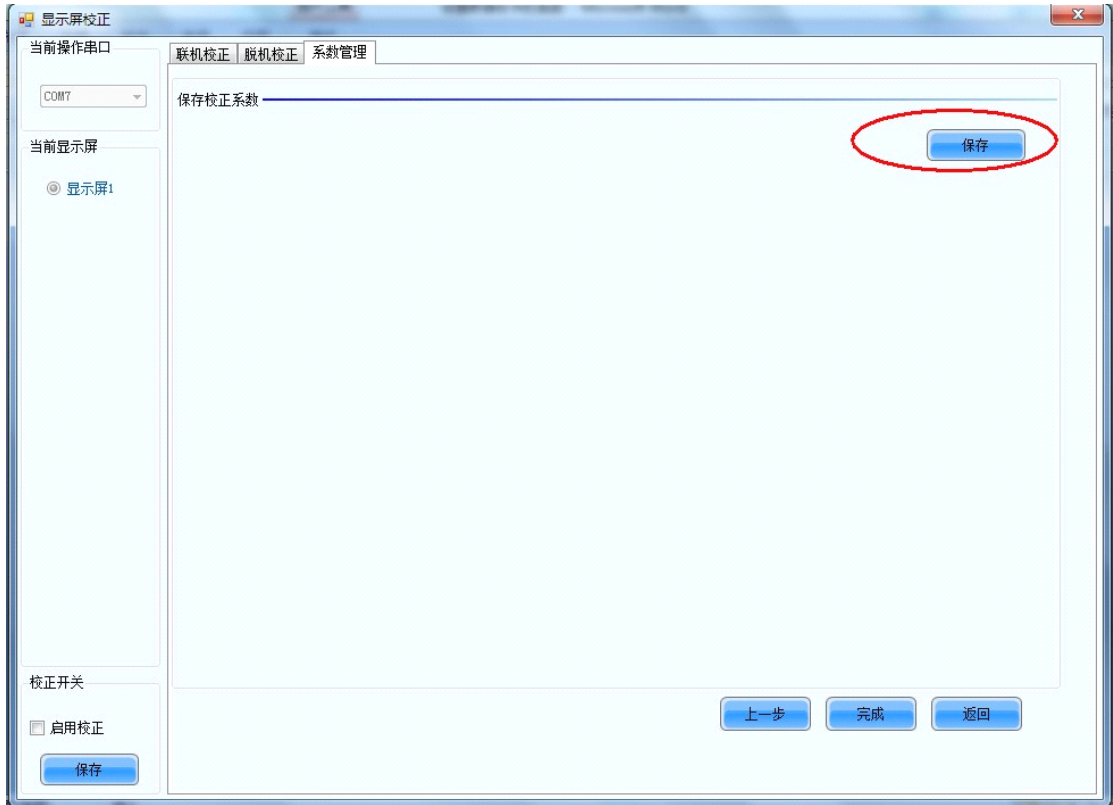 显示屏校正
当前操作串口
COM7
当前显示屏
显示屏1
校正开关
启用校正
保存
联机校正 脱机校正 系数管理
保存校正系数
保存
上一步 完成 返回